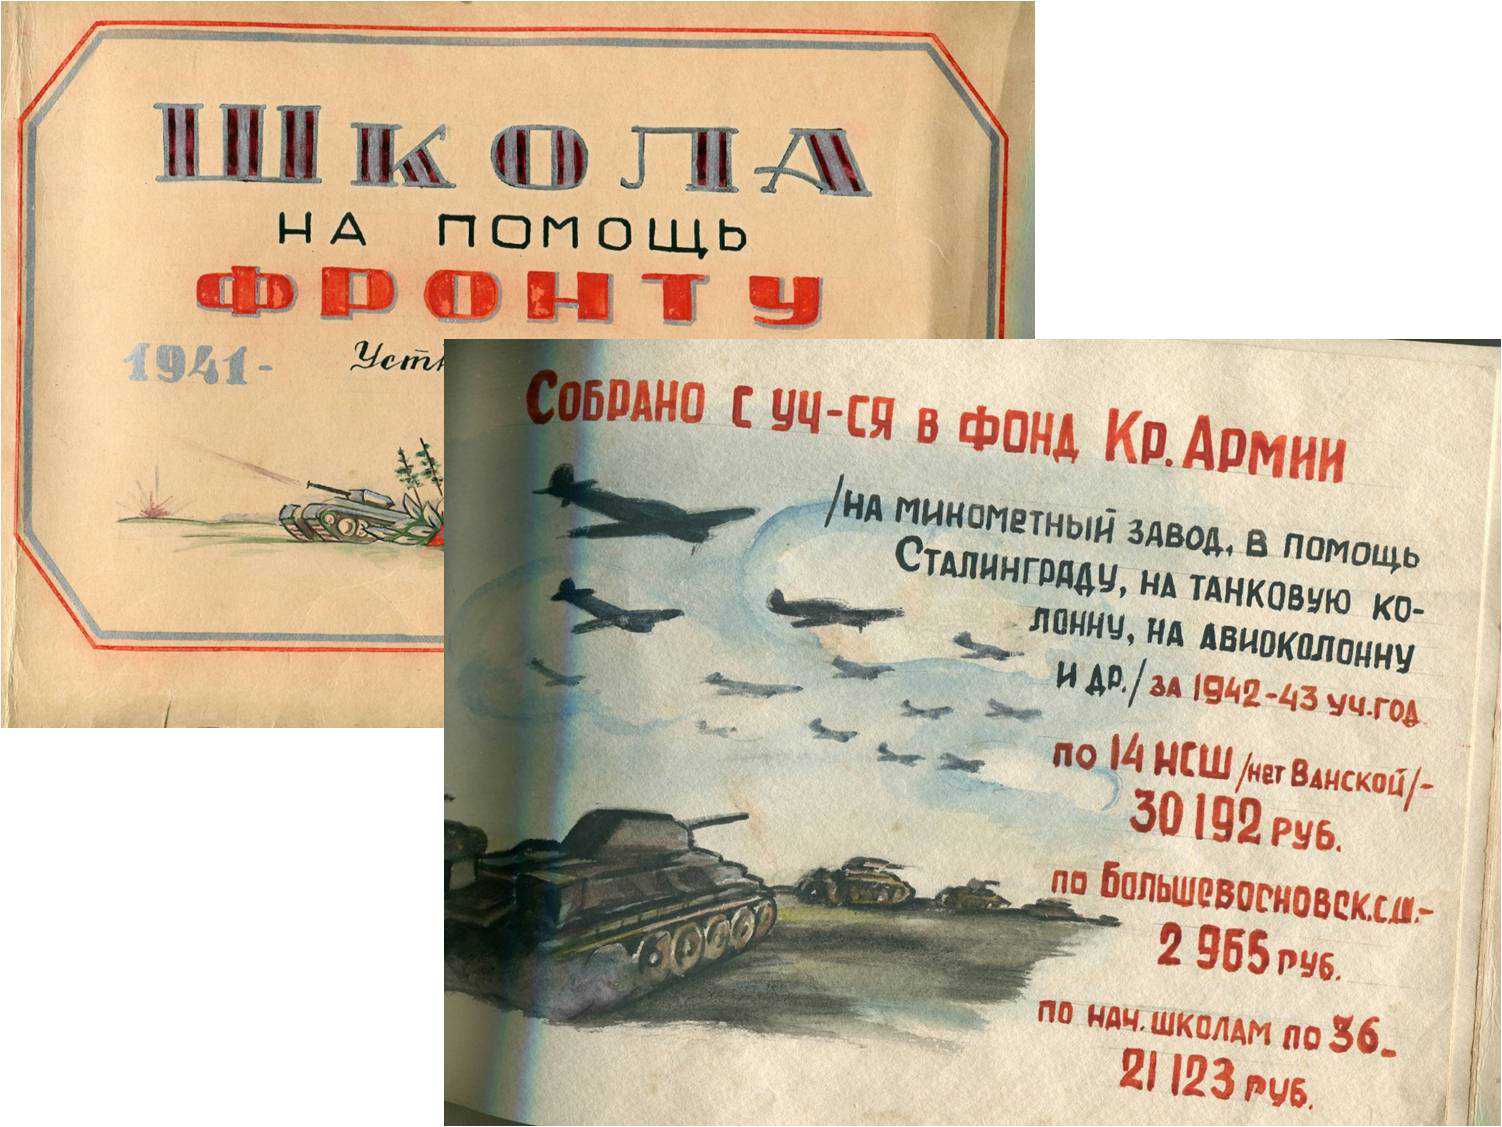 ШКОЛА
НА ПОМОЩЬ
ФРОНТУ
1941-
Собрано с уч-ся в фонд Кр. Армии
/на минометный завод, в помощь
Сталинграду, на танковую ко-
лонну, на авиоколонну
и др./ за 1942-43 уч.год
по 14 НСШ /нет Ванской/-
30 192 руб.
по Большевосновск.с.ш.-
2 965 руб.
по нач. школам по 36-
21 123 руб.